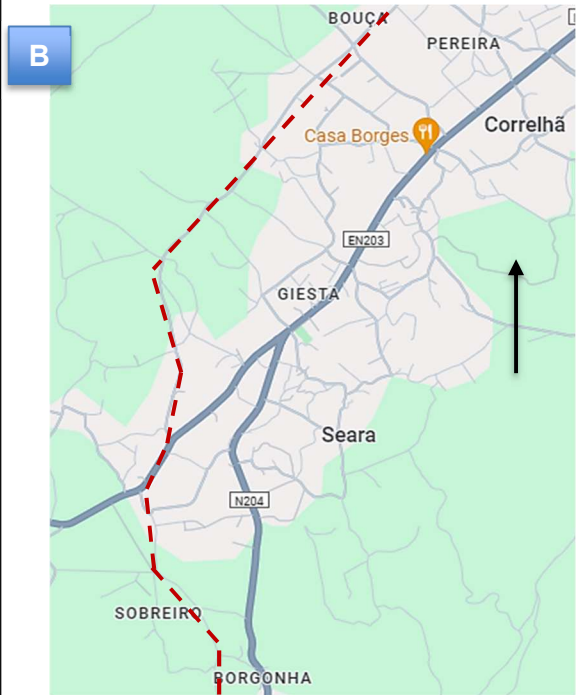 BOUÇA
B
PEREIRA
Correlhã
Casa Borges
EN203
GIESTA
Seara
N204
SOBREIRO
BORGONHA